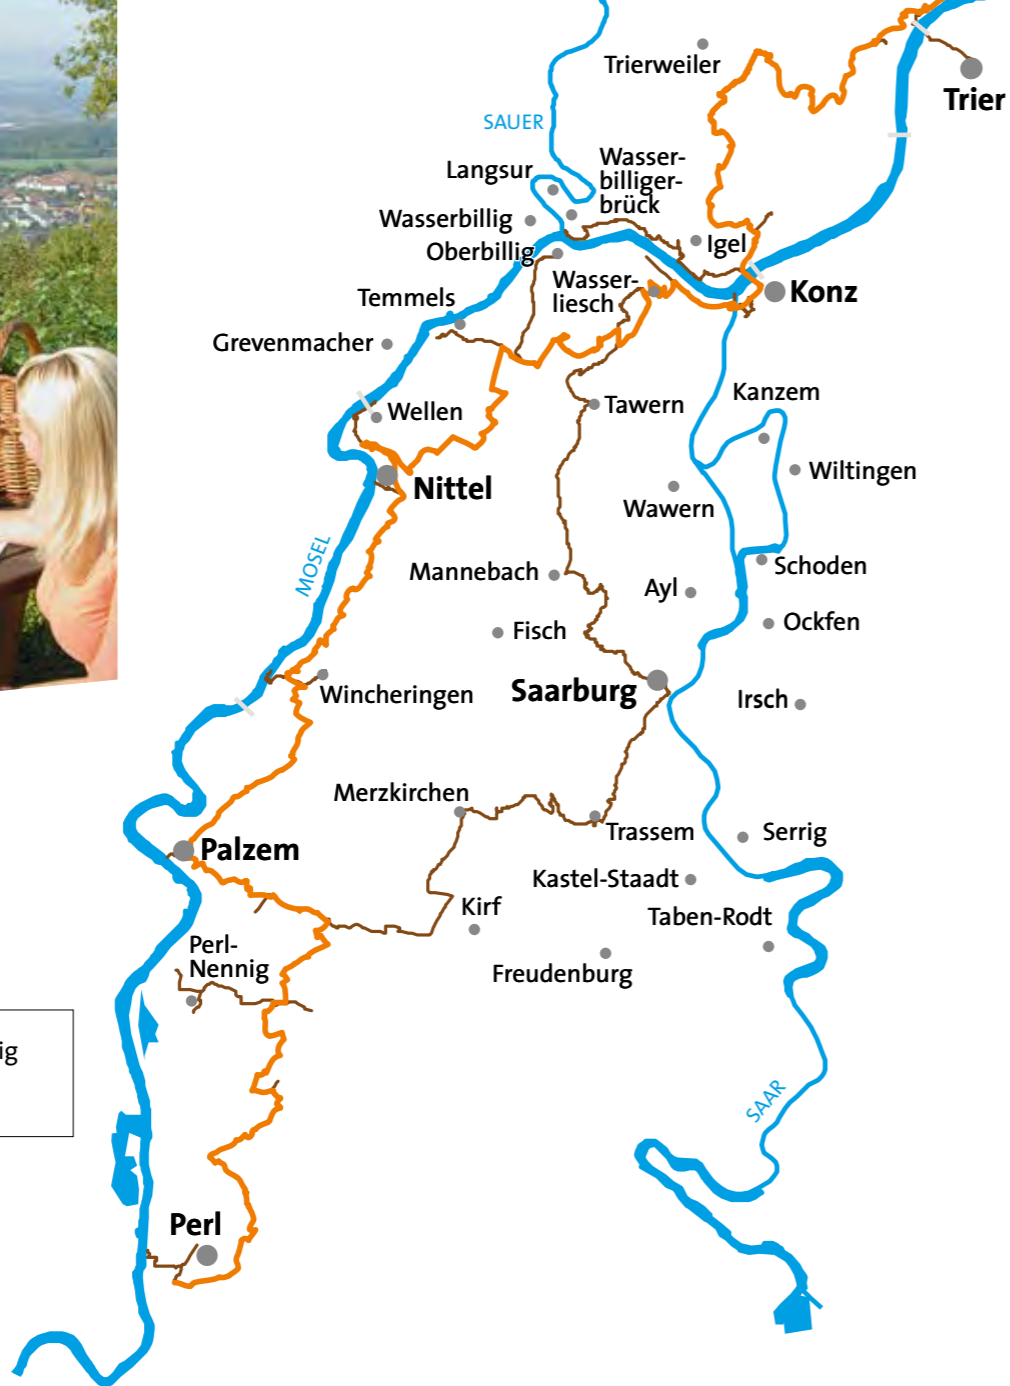 Trierweiler
Trier
SAUER
Wasser-
billiger-
brück
Langsur
Wasserbillig
Oberbillig
Igel
Wasser-
liesch
Konz
Temmels
Grevenmacher
Kanzem
Wellen
Tawern
Wiltingen
Nittel
Wawern
MOSEL
Mannebach
Schoden
Ayl
Fisch
Ockfen
Saarburg
Wincheringen
Irsch
Merzkirchen
Trassem
Serrig
Palzem
Kastel-Staadt
Kirf
Taben-Rodt
Perl-
Nennig
Freudenburg
ig
SAAR
Perl